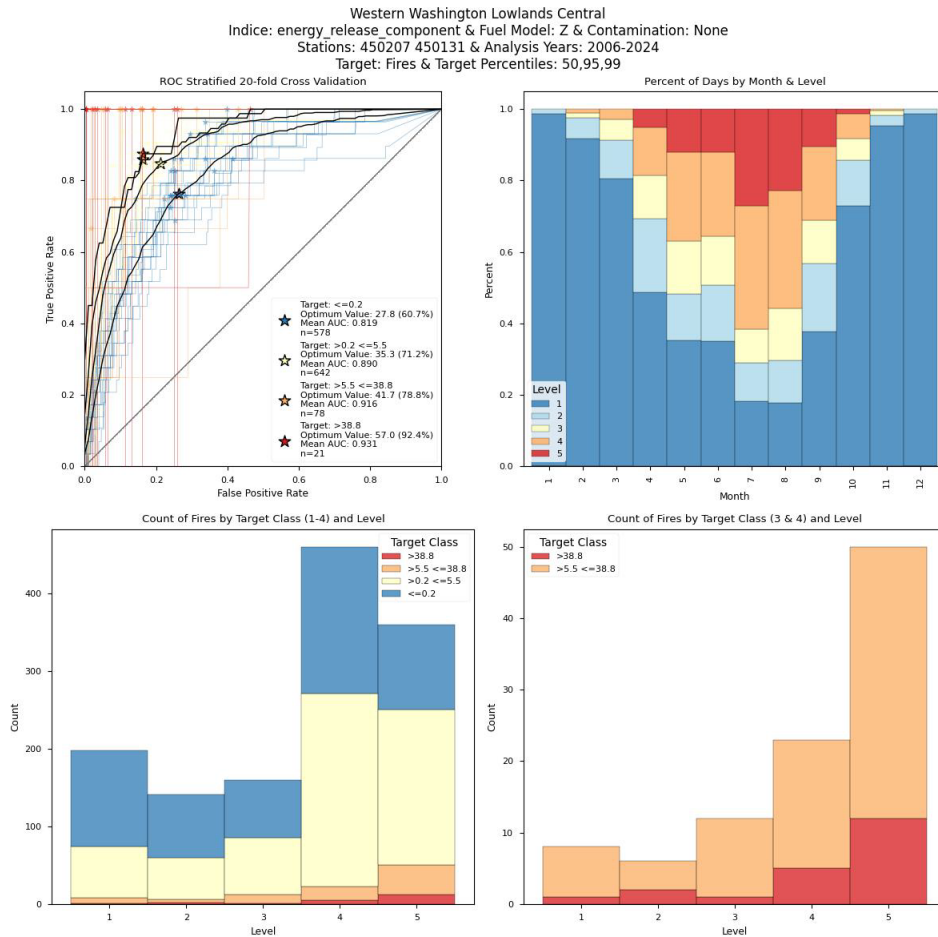 Western Washington Lowlands Central
Indice: energy_release_component & Fuel Model: Z & Contamination: None
Stations: 450207 450131 & Analysis Years: 2006-2024
Target: Fires & Target Percentiles: 50,95,99
ROC Stratified 20-fold Cross Validation
1.0
0.8
0.6
0.4
0.2
0.0
True Positive Rate
Target: <=0.2
Optimum Value: 27.8 (60.7%)
Mean AUC: 0.819
n=578
Target: >0.2 <=5.5
Optimum Value: 35.3 (71.2%)
Mean AUC: 0.890
n=642
Target: >5.5 <=38.8
Optimum Value: 41.7 (78.8%)
Mean AUC: 0.916
n=78
Target: >38.8
Optimum Value: 57.0 (92.4%)
Mean AUC: 0.931
n=21
0.0 0.2 0.4 0.6 0.8 1.0
False Positive Rate
Percent of Days by Month & Level
1.0
0.8
0.6
0.4
0.2
0.0
Percent
Level
1
2
3
4
5
1 2 3 4 5 6 7 8 9 10 11 12
Month
Count of Fires by Target Class (1-4) and Level
Target Class
>38.8
>5.5 <=38.8
>0.2 <=5.5
<=0.2
400
300
200
100
0
Count
1 2 3 4 5
Level
Count of Fires by Target Class (3 & 4) and Level
Target Class
>38.8
>5.5 <=38.8
50
40
30
20
10
0
Count
1 2 3 4 5
Level